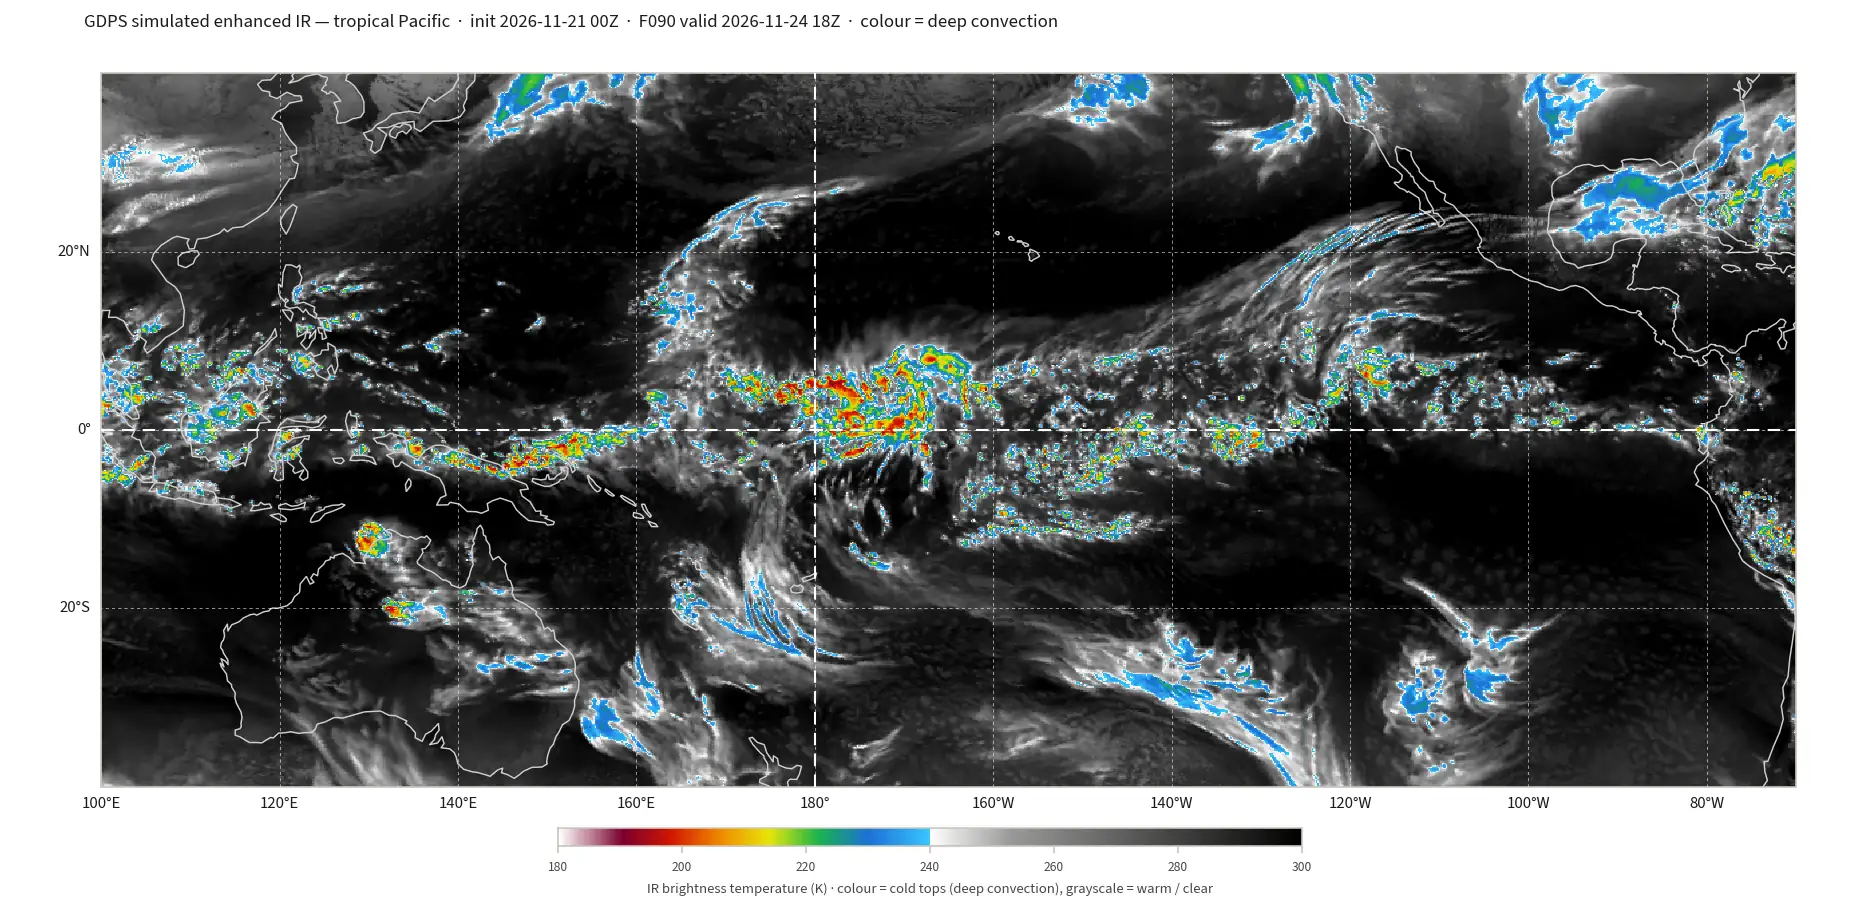 GDPS simulated enhanced IR — tropical Pacific · init 2026-11-21 00Z · F090 valid 2026-11-24 18Z · colour = deep convection
20°N
0°
20°S
100°E 120°E 140°E 160°E 180° 160°W 140°W 120°W 100°W 80°W
180 200 220 240 260 280 300
IR brightness temperature (K) · colour = cold tops (deep convection), grayscale = warm / clear